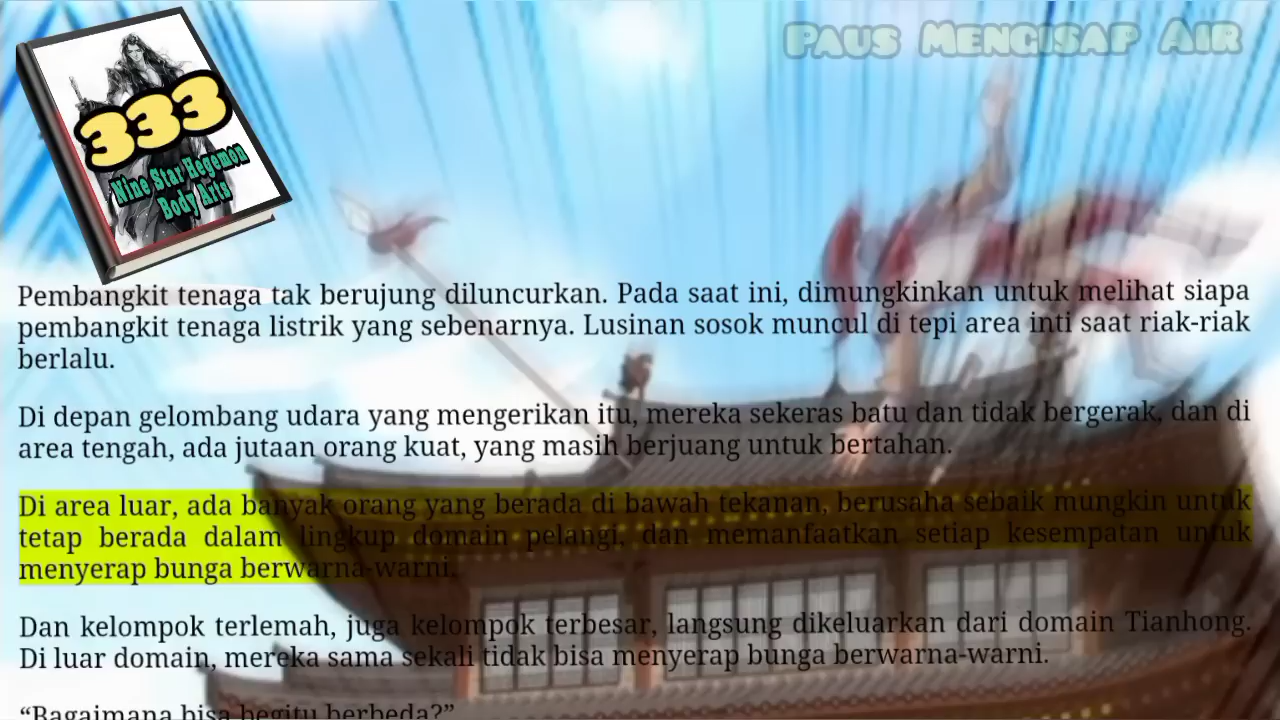 Paus Mengisap Air
333
Nine Star Hegemon
Body Arts
Pembangkit tenaga tak berujung diluncurkan. Pada saat ini, dimungkinkan untuk melihat siapa
pembangkit tenaga listrik yang sebenarnya. Lusinan sosok muncul di tepi area inti saat riak-riak
berlalu.
Di depan gelombang udara yang mengerikan itu, mereka sekeras batu dan tidak bergerak, dan di
area tengah, ada jutaan orang kuat, yang masih berjuang untuk bertahan.
Di area luar, ada banyak orang yang berada di bawah tekanan, berusaha sebaik mungkin untuk
tetap berada dalam lingkup domain pelangi, dan memanfaatkan setiap kesempatan untuk
menyerap bunga berwarna-warni.
Dan kelompok terlemah, juga kelompok terbesar, langsung dikeluarkan dari domain Tianhong.
Di luar domain, mereka sama sekali tidak bisa menyerap bunga berwarna-warni.
“Bagaimana bisa begitu berbeda?”